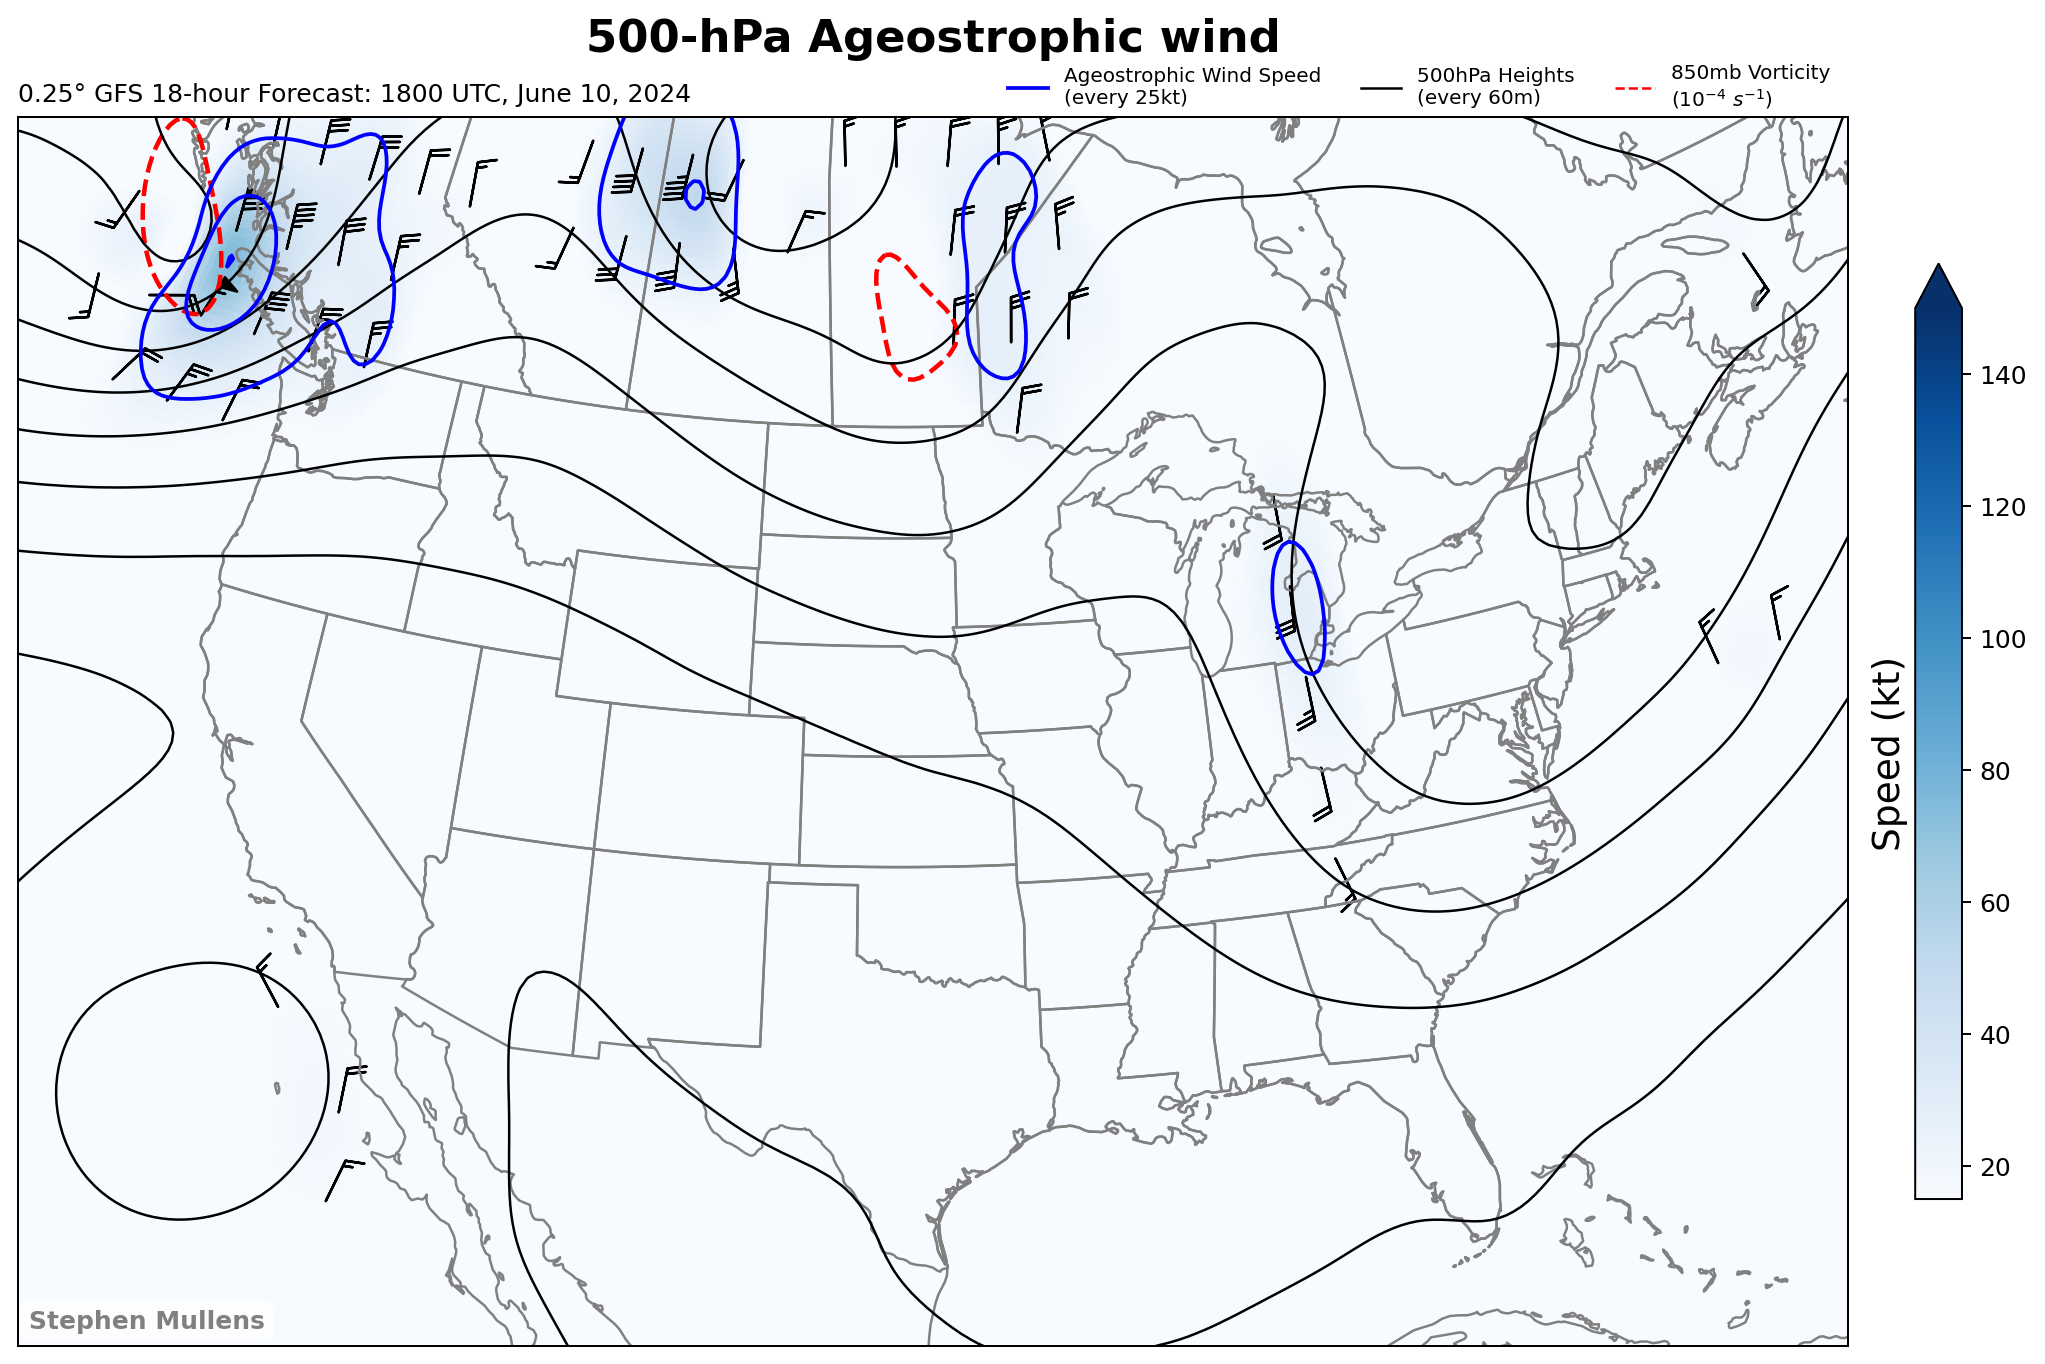 500-hPa Ageostrophic wind
0.25° GFS 18-hour Forecast: 1800 UTC, June 10, 2024
Ageostrophic Wind Speed
(every 25kt)
500hPa Heights
(every 60m)
850mb Vorticity
(10⁻⁴ s⁻¹)
140
120
100
80
60
40
20
Speed (kt)
Stephen Mullens